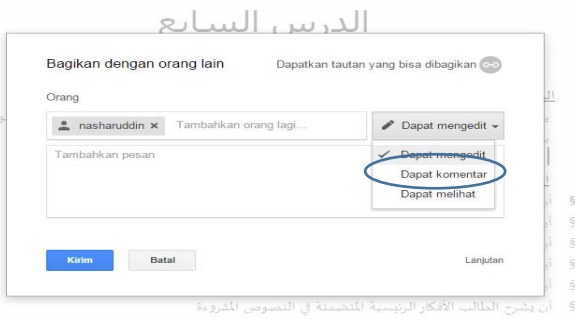 الدرس السابع
Bagikan dengan orang lain
Dapatkan tautan yang bisa dibagikan
Orang
nasharuddin × Tambahkan orang lagi...
Dapat mengedit
Tambahkan pesan
Dapat mengedit
Dapat komentar
Dapat melihat
Kirim Batal Lanjutan
§ أن يشرح الطالب الأفكار الرئيسية المتضمنة في النصوص المقروءة